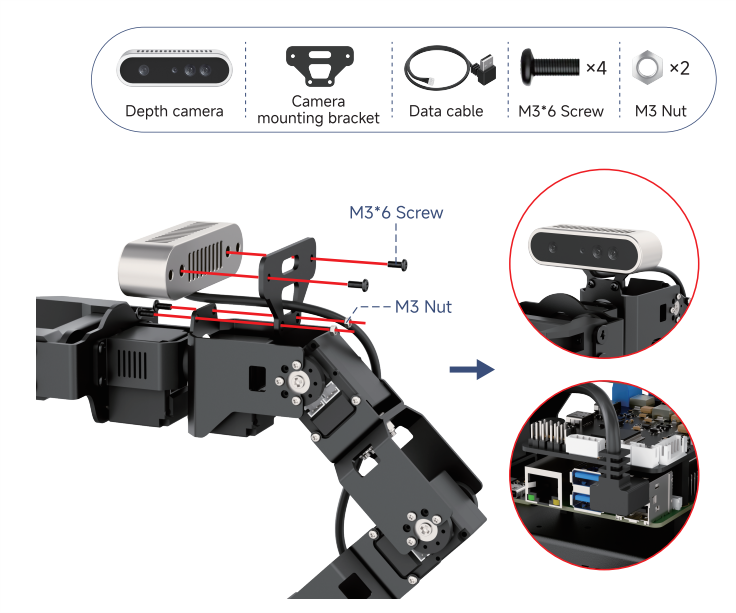 ×4
×2
Depth camera
Camera
mounting bracket
Data cable
M3*6 Screw
M3 Nut
M3*6 Screw
M3 Nut